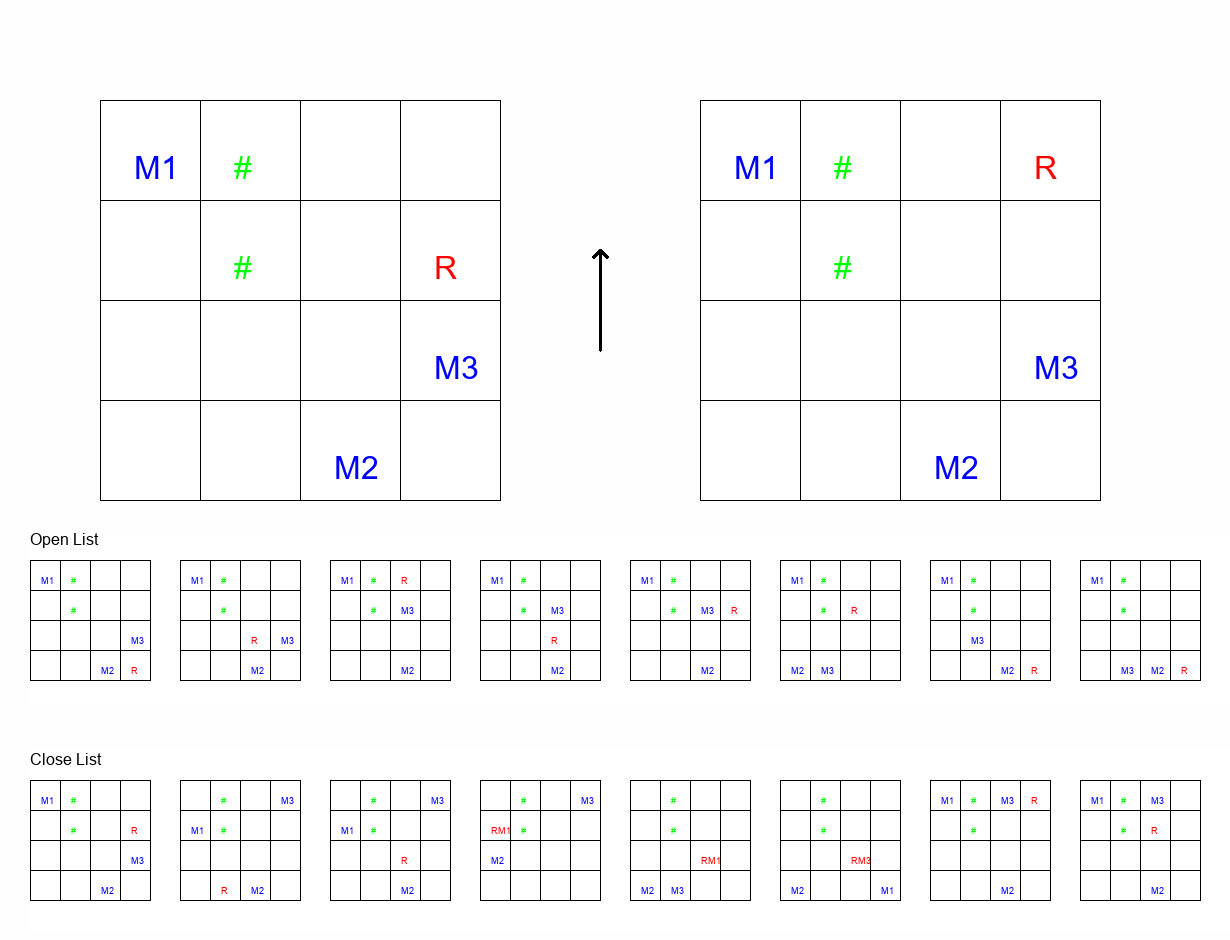 M1 # M1 # R
# R #
M3 M3
M2 M2
Open List
M1 # M1 # M1 # R M1 # M1 # M1 # M1 # M1 #
# # # M3 # M3 # M3 R # R # #
M3 R M3 R M3
M2 R M2 M2 M2 M2 M2 M3 M2 R M3 M2 R
Close List
M1 # # M3 # M3 # M3 # # M1 # M3 R M1 # M3
# R M1 # M1 # RM1 # # # # # R
M3 R M2 RM1 RM3
M2 R M2 M2 M2 M3 M2 M1 M2 M2